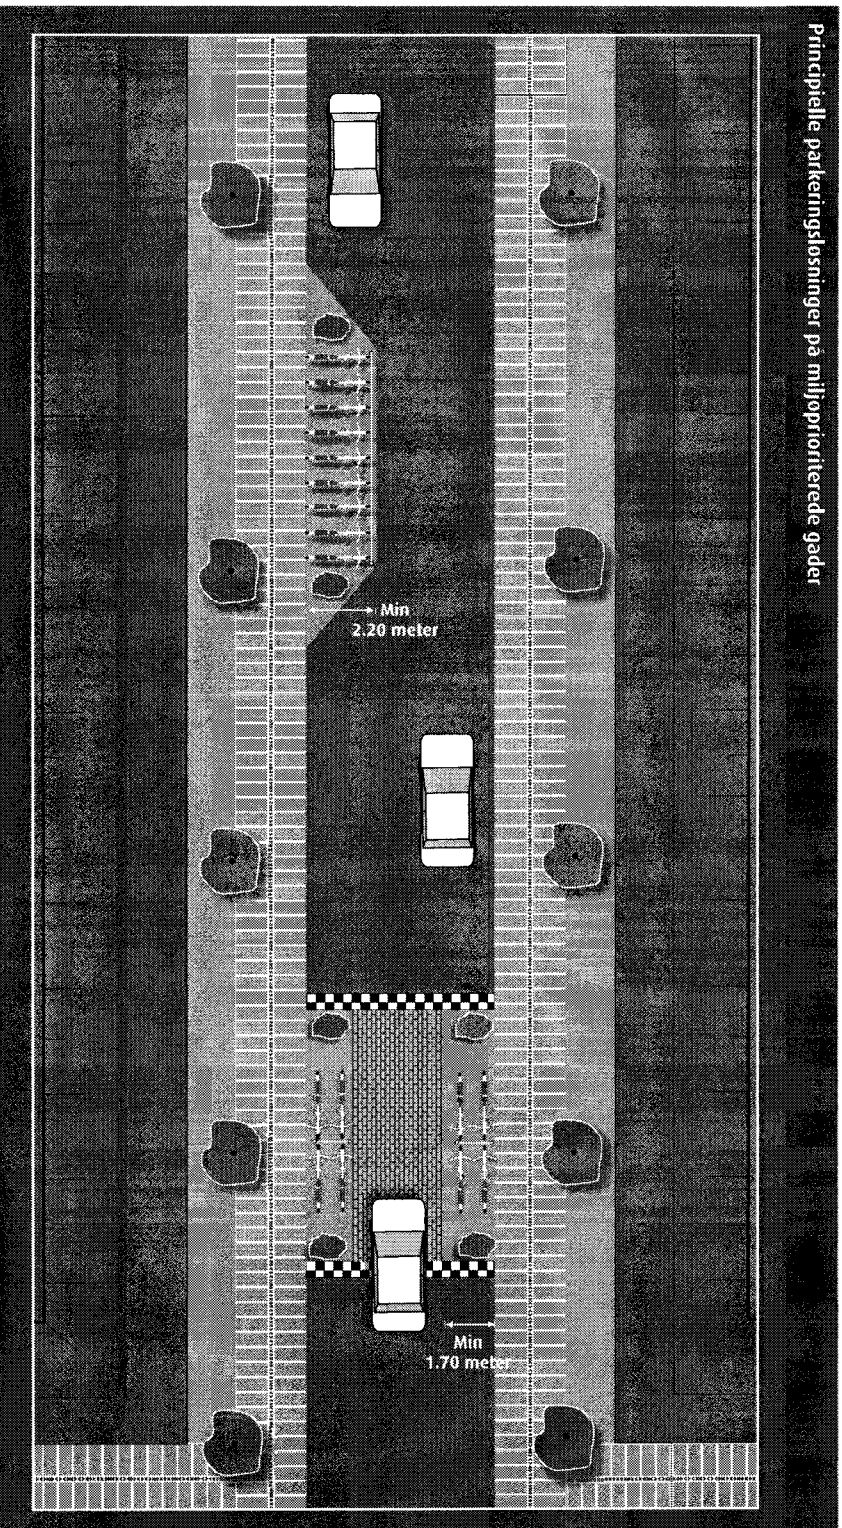 Principielle parkeringsløsninger på miljøprioriterede gader
Min
2.20 meter
Min
1.70 meter